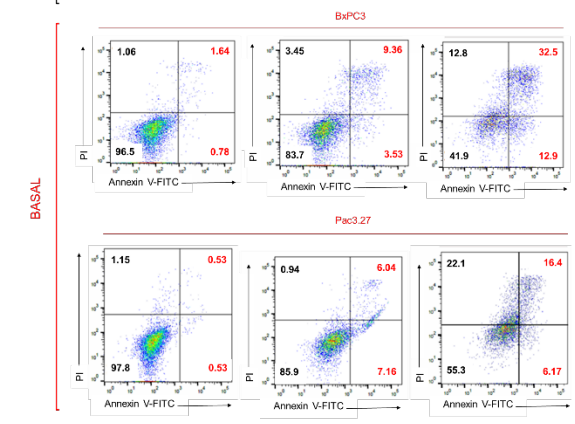 BxPC3
1.06 1.64 3.45 9.36 12.8 32.5
PI PI PI
96.5 0.78 83.7 3.53 41.9 12.9
Annexin V-FITC Annexin V-FITC Annexin V-FITC
BASAL
Pac3.27
1.15 0.53 0.94 6.04 22.1 16.4
PI PI PI
97.8 0.53 85.9 7.16 55.3 6.17
Annexin V-FITC Annexin V-FITC Annexin V-FITC